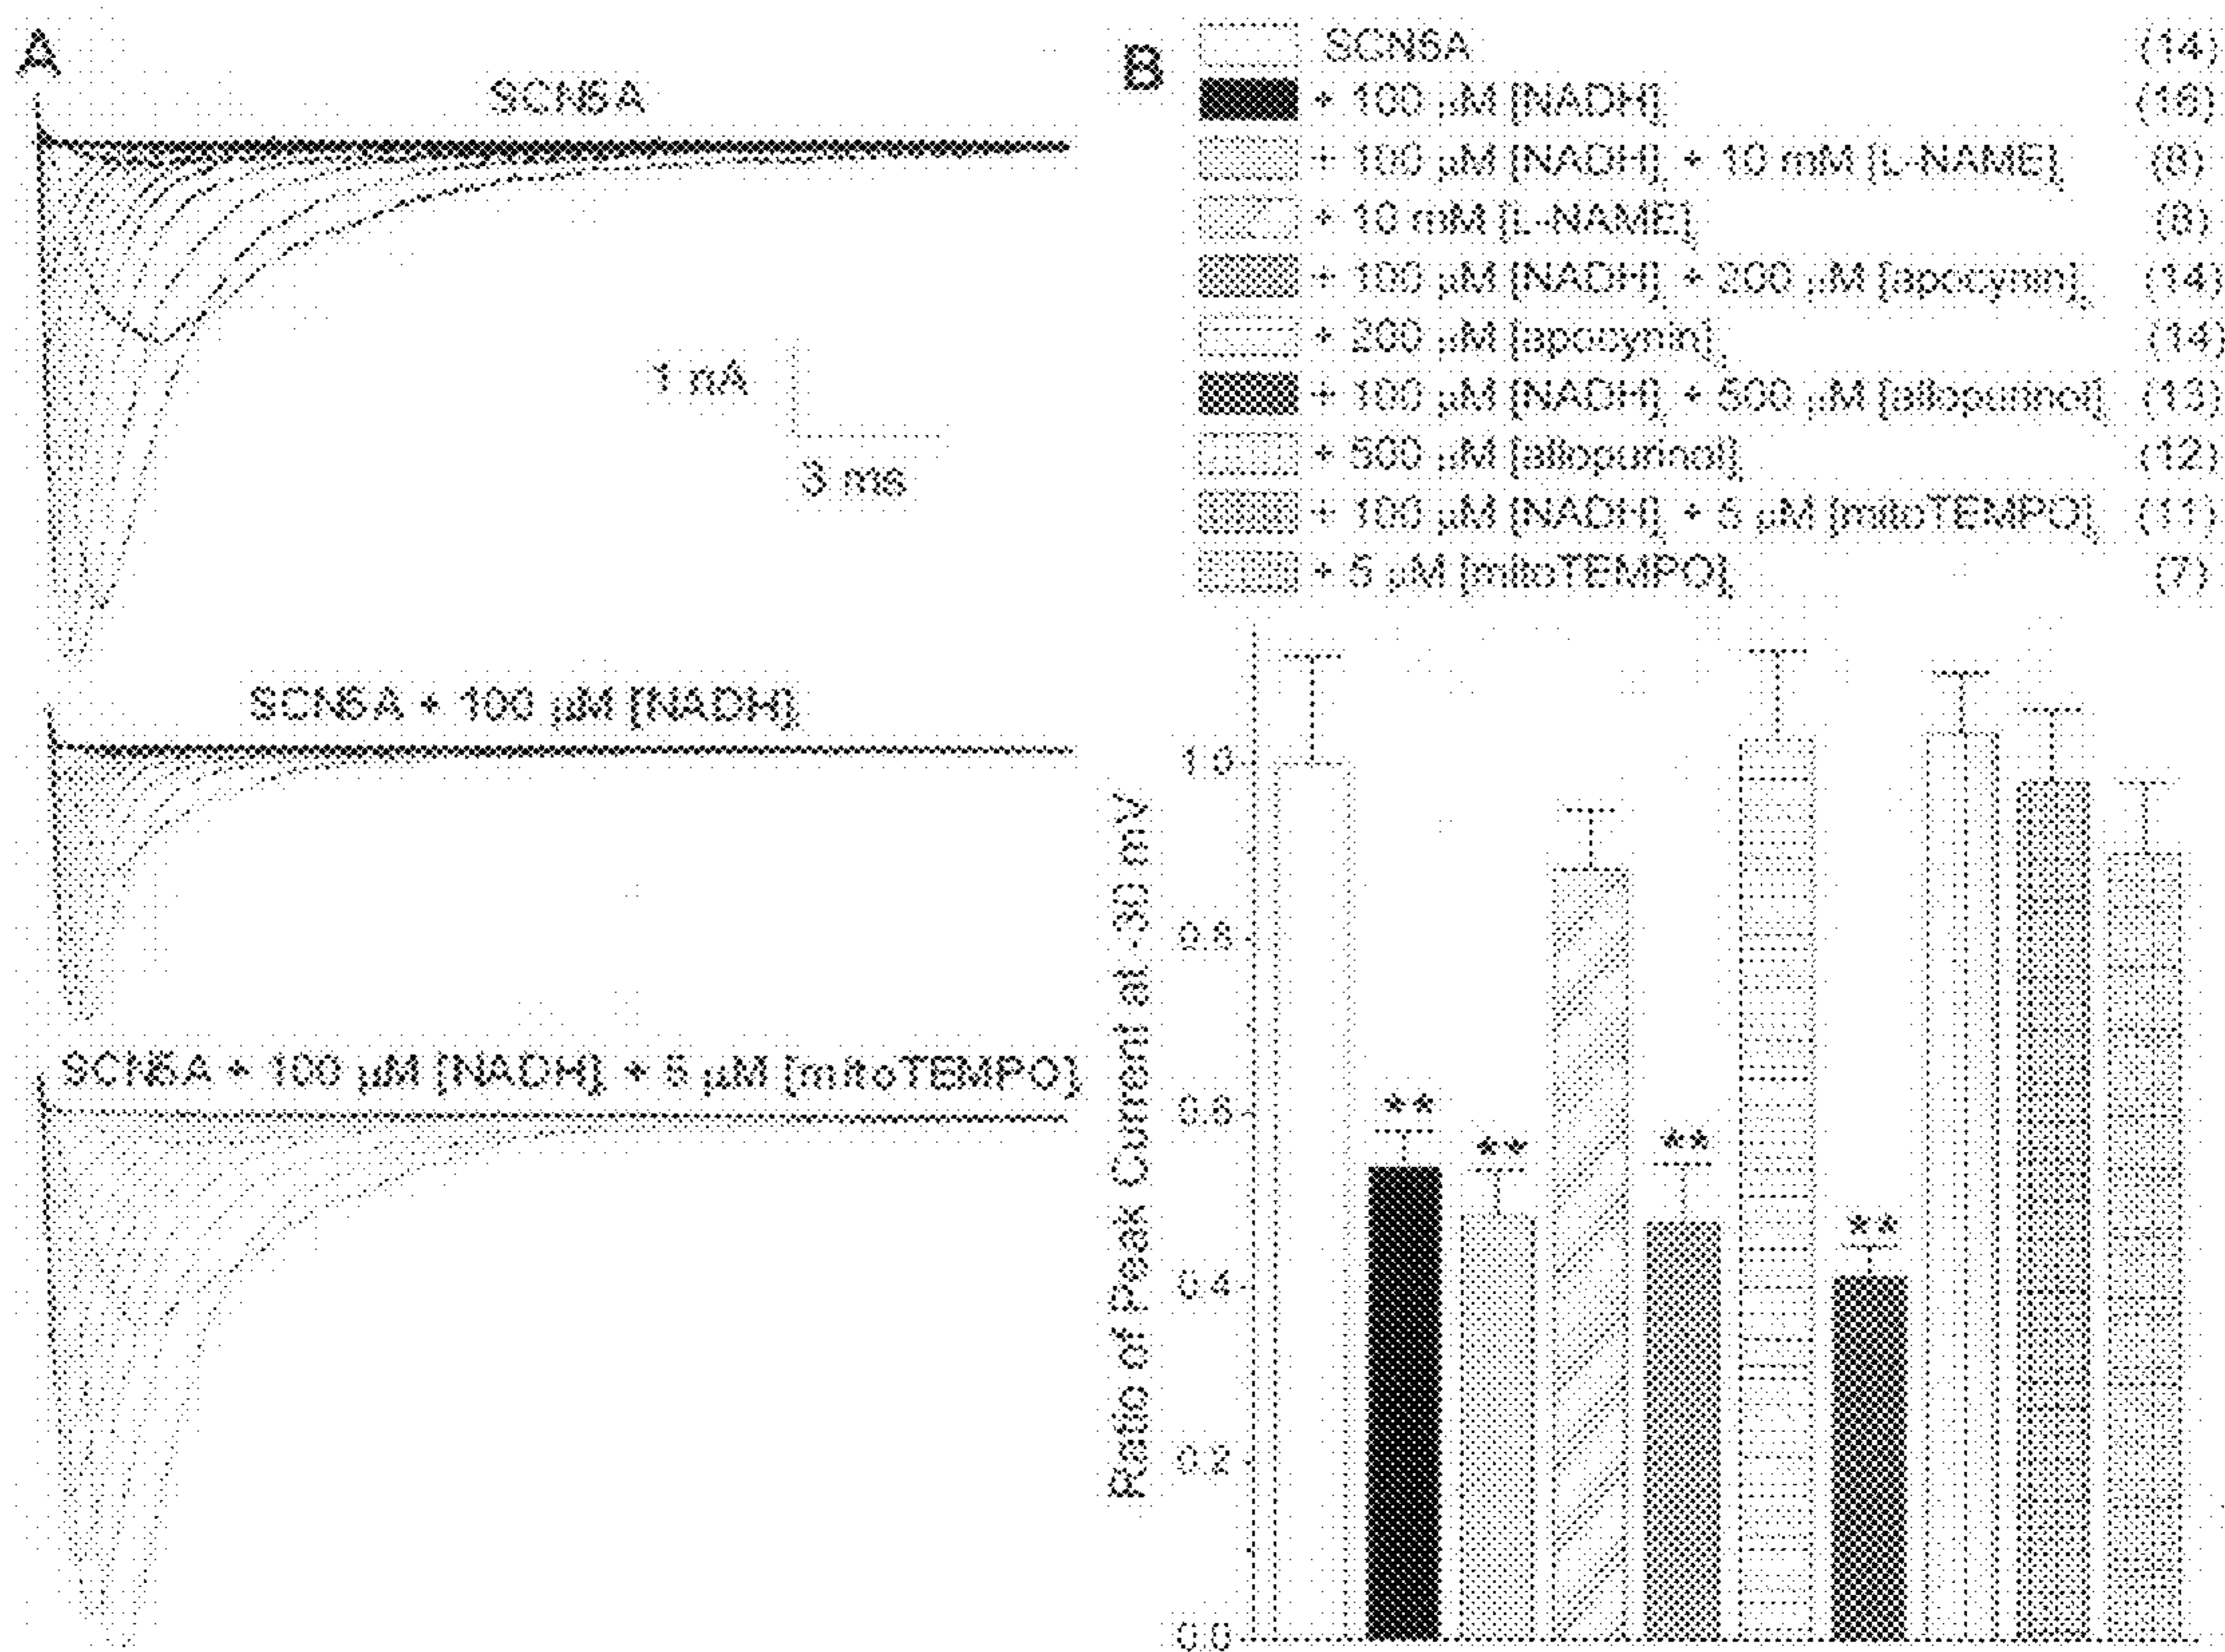 A
SCN5A
1 nA
3 ms
SCN5A + 100 µM [NADH]i
SCN5A + 100 µM [NADH]i + 5 µM [mitoTEMPO]i
B
SCN5A (14)
+ 100 µM [NADH]i (16)
+ 100 µM [NADH]i + 10 mM [L-NAME]i (8)
+ 10 mM [L-NAME]i
+ 100 µM [NADH]i + 200 µM [apocynin]i (14)
+ 200 µM [apocynin]i (14)
+ 100 µM [NADH]i + 500 µM [allopurinol]i (13)
+ 500 µM [allopurinol]i (12)
+ 100 µM [NADH]i + 5 µM [mitoTEMPO]i (11)
+ 5 µM [mitoTEMPO]i (7)
Ratio of Peak Current at -30 mV
1.0
0.8
0.6
0.4
0.2
0.0
**
**
**
**